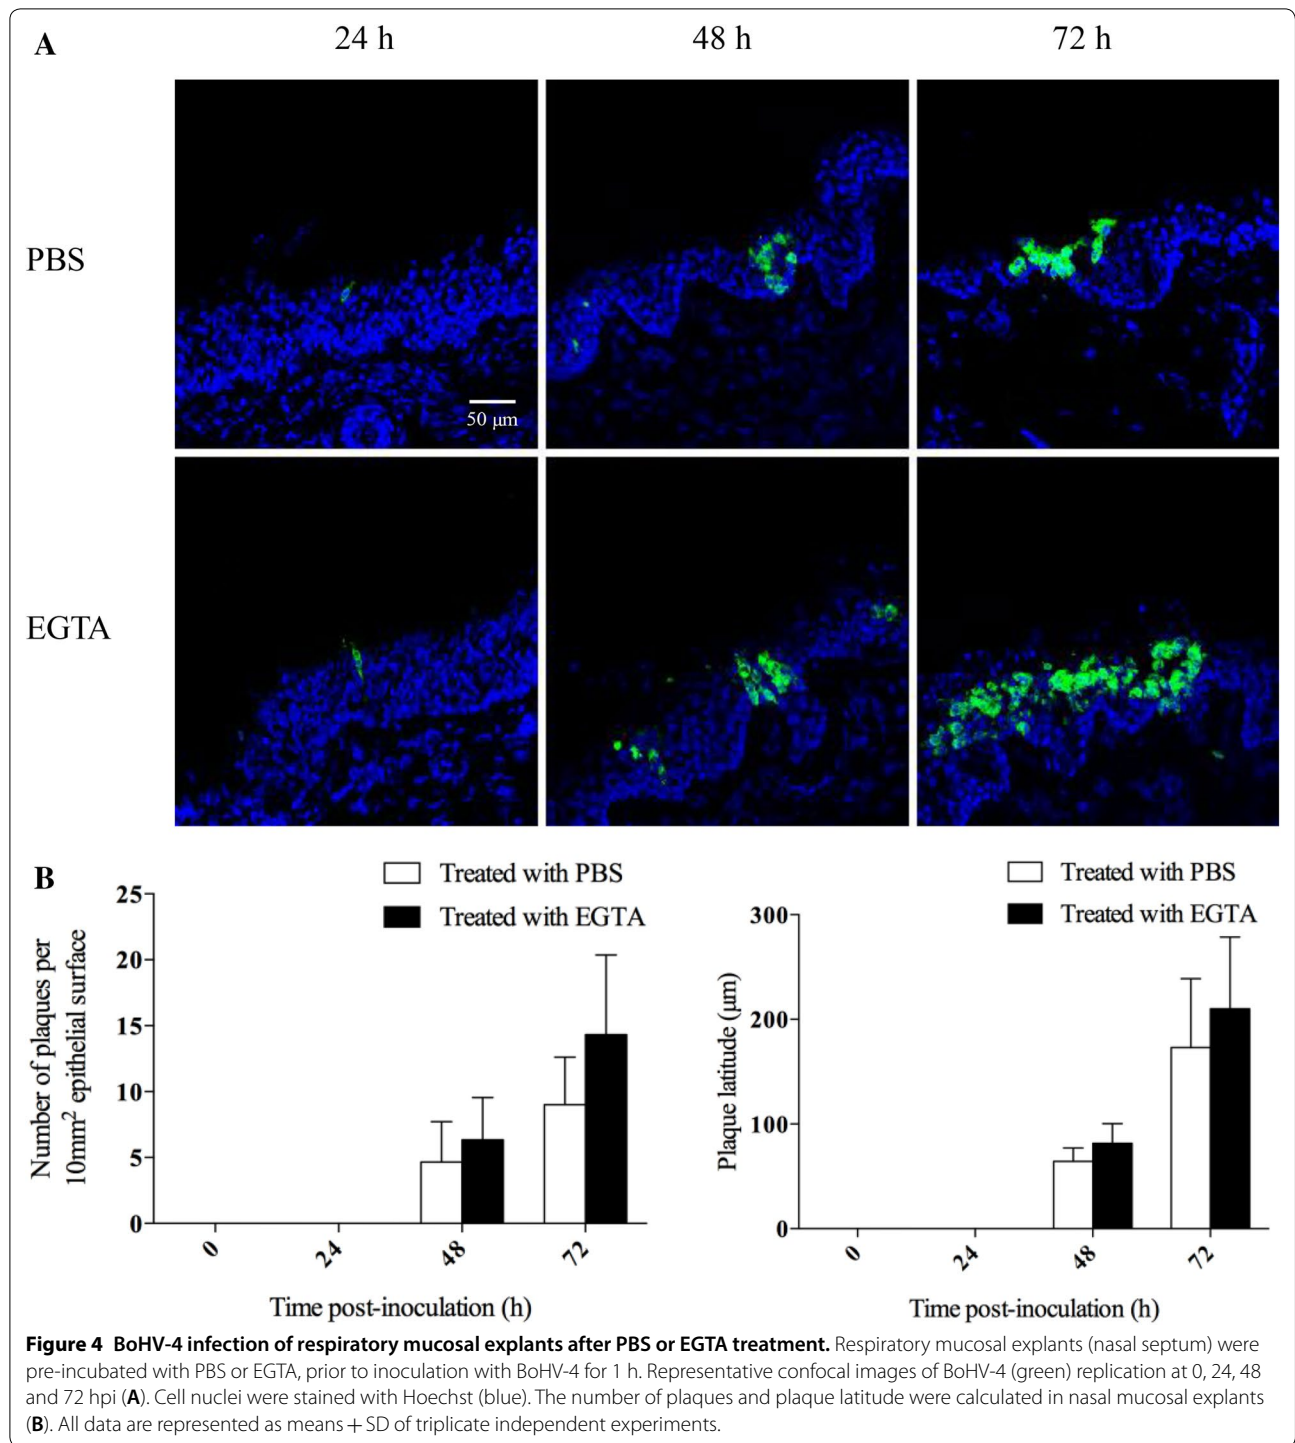 A
24 h
48 h
72 h
PBS
50 μm
EGTA
B
Treated with PBS
Treated with EGTA
Number of plaques per
10mm² epithelial surface
25
20
15
10
5
0
0
24
48
72
Time post-inoculation (h)
Treated with PBS
Treated with EGTA
Plaque latitude (μm)
300
200
100
0
0
24
48
72
Time post-inoculation (h)
Figure 4 BoHV-4 infection of respiratory mucosal explants after PBS or EGTA treatment. Respiratory mucosal explants (nasal septum) were
pre-incubated with PBS or EGTA, prior to inoculation with BoHV-4 for 1 h. Representative confocal images of BoHV-4 (green) replication at 0, 24, 48
and 72 hpi (A). Cell nuclei were stained with Hoechst (blue). The number of plaques and plaque latitude were calculated in nasal mucosal explants
(B). All data are represented as means + SD of triplicate independent experiments.